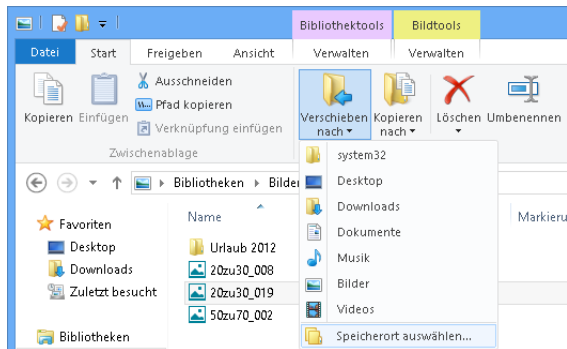 Bibliothektools Bildtools
Datei Start Freigeben Ansicht Verwalten Verwalten
Kopieren Einfügen
Ausschneiden
Pfad kopieren
Verknüpfung einfügen
Zwischenablage
Verschieben nach
Kopieren nach
Löschen
Umbenennen
Bibliotheken Bilder
Favoriten
Desktop
Downloads
Zuletzt besucht
Bibliotheken
Name
Urlaub 2012
20zu30_008
20zu30_019
50zu70_002
system32
Desktop
Downloads
Dokumente
Musik
Bilder
Videos
Speicherort auswählen...